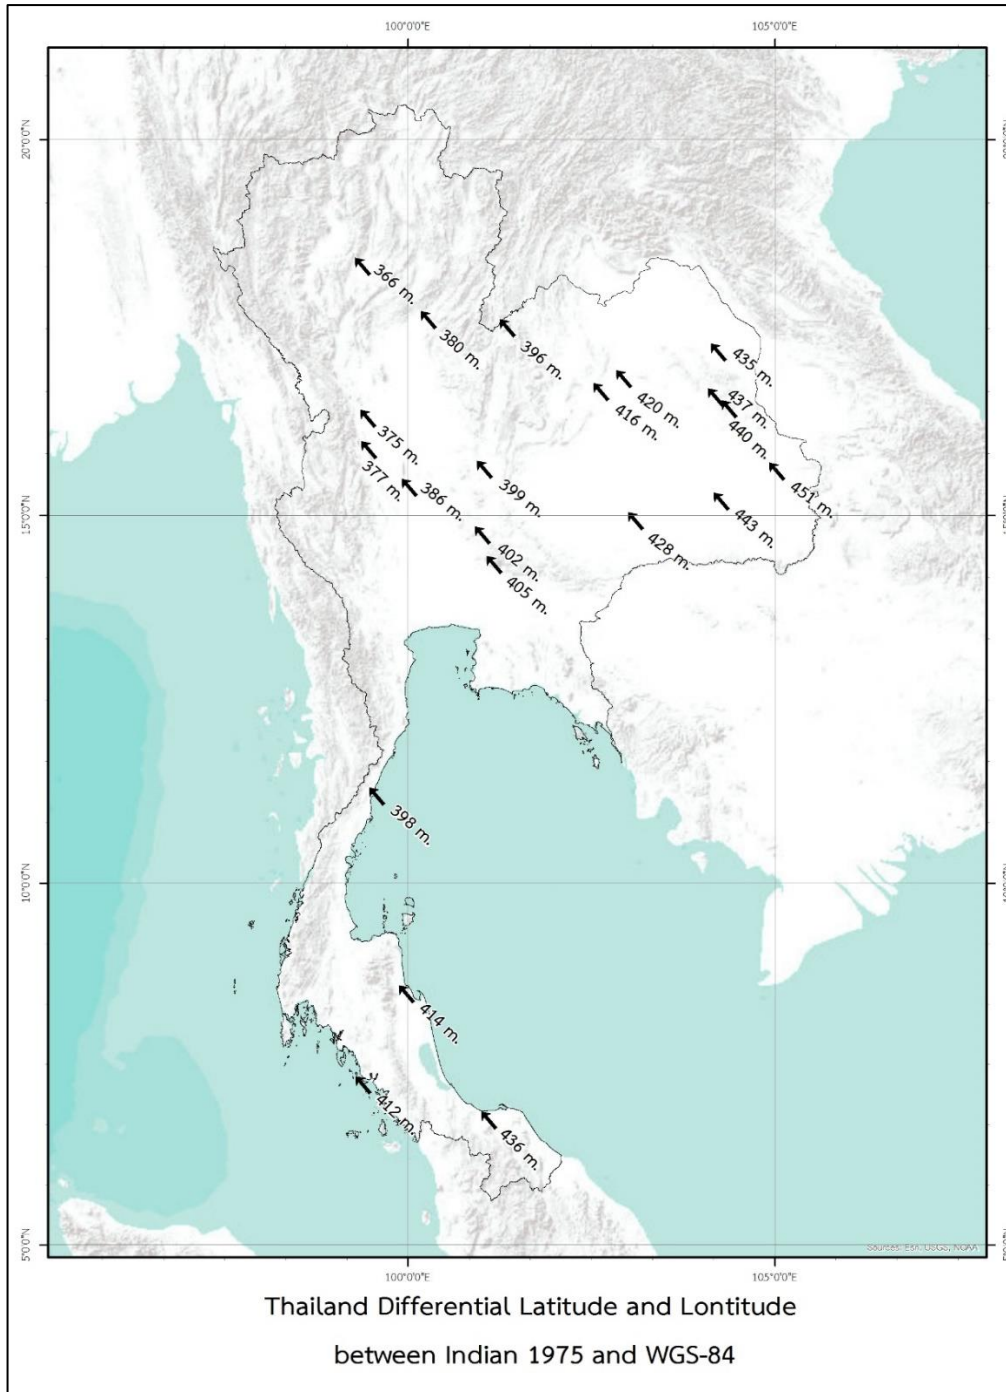 100°0'0"E
105°0'0"E
20°0'0"N
366 m.
380 m.
396 m.
435 m.
420 m.
437 m.
416 m.
440 m.
375 m.
377 m.
386 m.
399 m.
451 m.
443 m.
15°0'0"N
428 m.
402 m.
405 m.
398 m.
10°0'0"N
414 m.
412 m.
436 m.
5°0'0"N
Sources: Esri, USGS, NOAA
100°0'0"E
105°0'0"E
Thailand Differential Latitude and Lontitude
between Indian 1975 and WGS-84